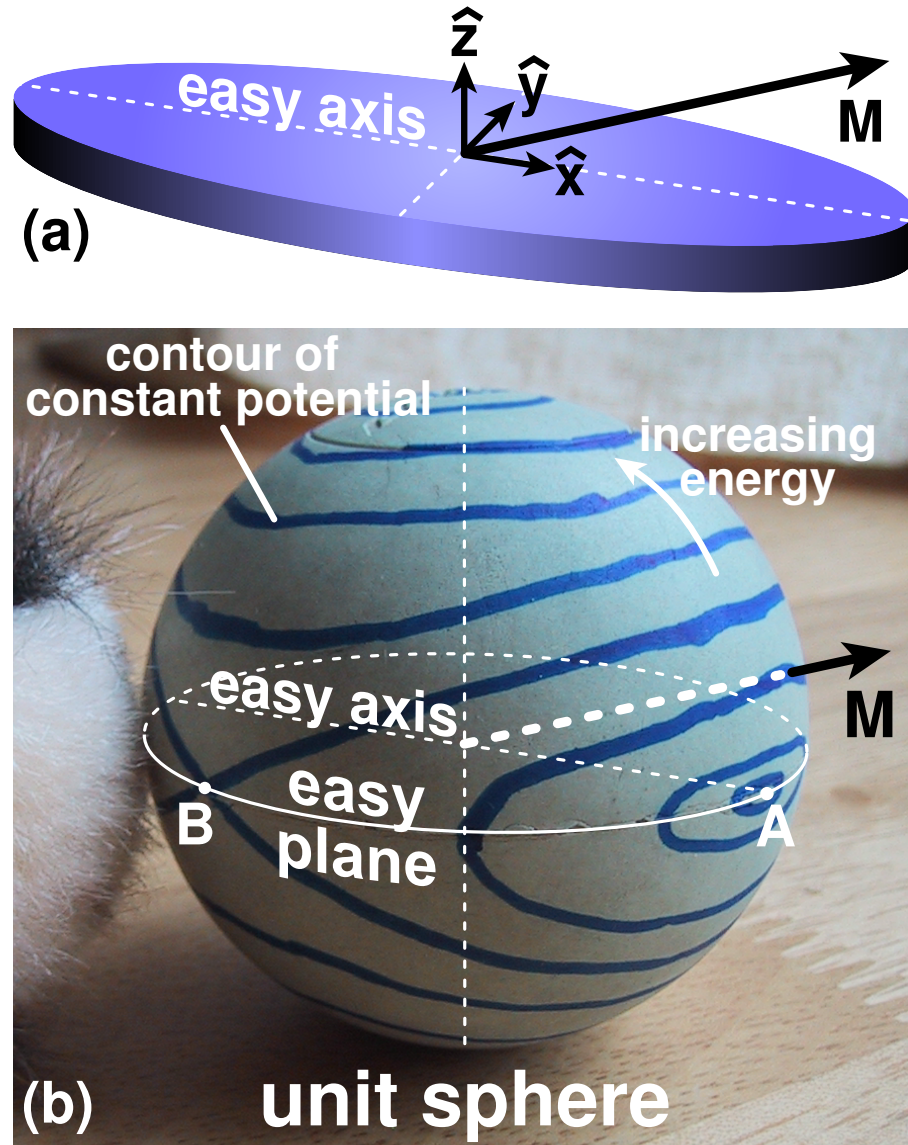 ẑ
ŷ
easy axis
x̂
M
(a)
contour of
constant potential
increasing
energy
easy axis
M
easy
plane
B
A
(b)
unit sphere